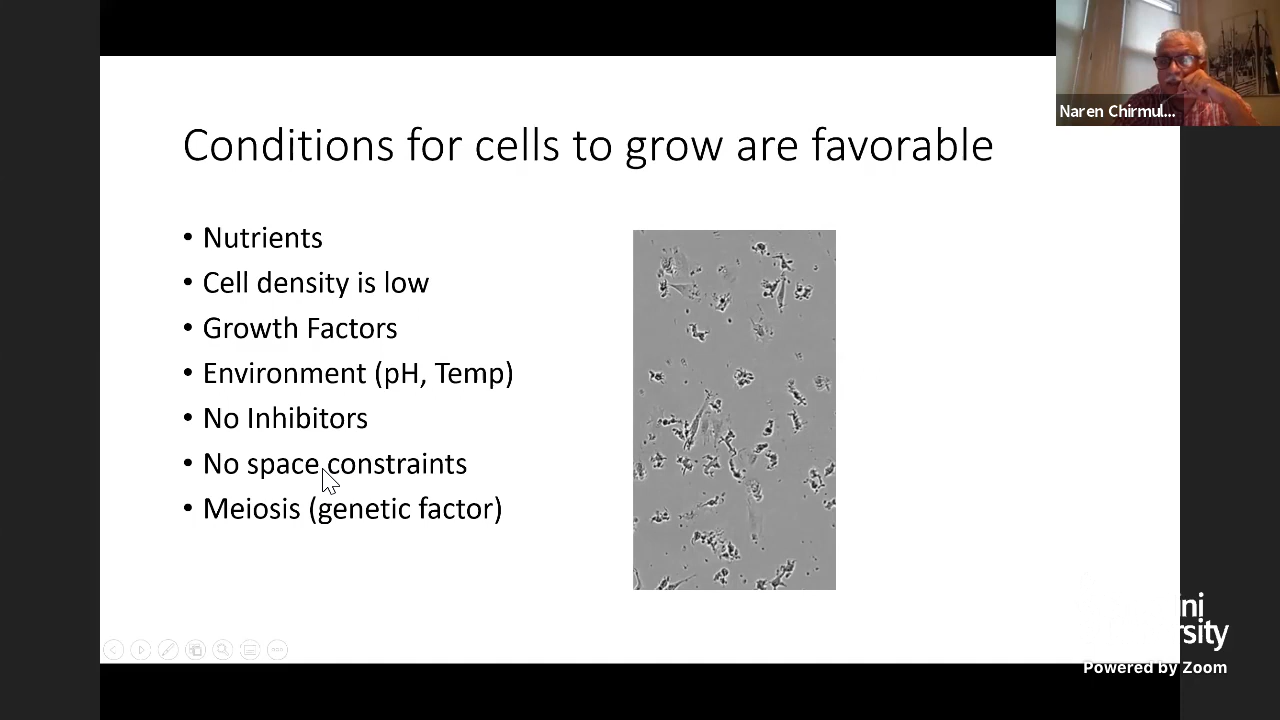 Naren Chirmul...
Conditions for cells to grow are favorable
• Nutrients
• Cell density is low
• Growth Factors
• Environment (pH, Temp)
• No Inhibitors
• No space constraints
• Meiosis (genetic factor)
Powered by Zoom